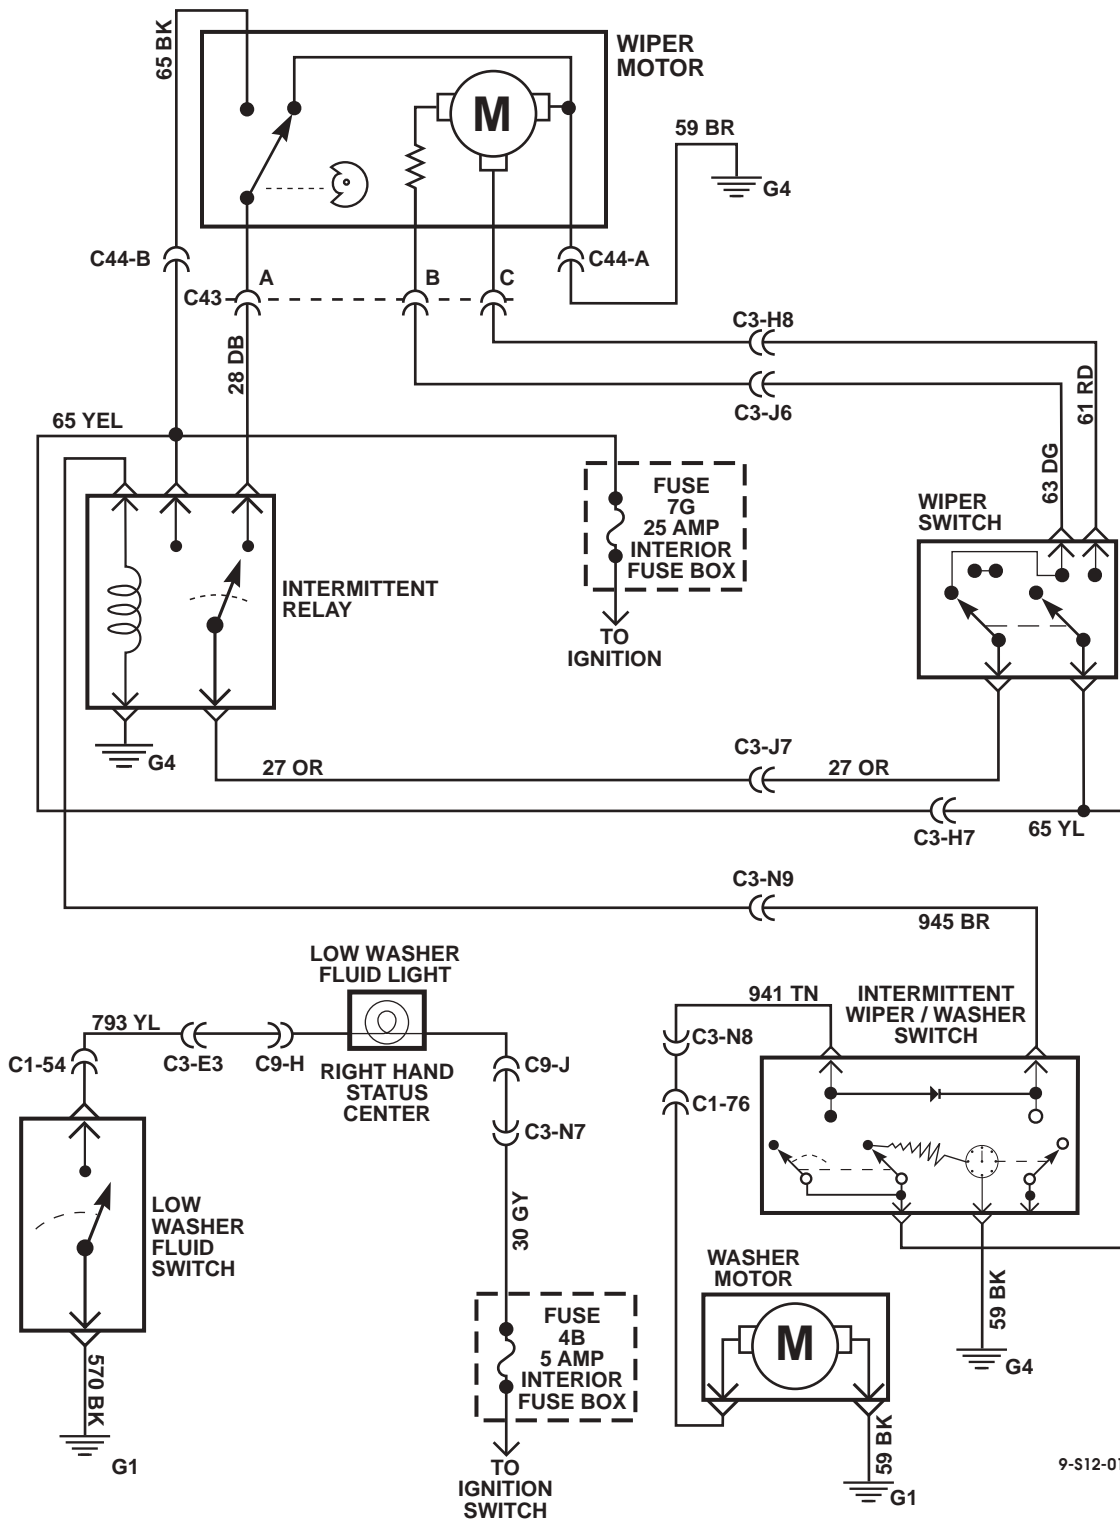 65 BK
WIPER
MOTOR
M
59 BR
G4
C44-B
C44-A
A
B
C
C43
C3-H8
28 DB
C3-J6
61 RD
65 YEL
63 DG
FUSE
7G
25 AMP
INTERIOR
FUSE BOX
WIPER
SWITCH
INTERMITTENT
RELAY
TO
IGNITION
G4
27 OR
C3-J7
27 OR
C3-H7
65 YL
C3-N9
945 BR
LOW WASHER
FLUID LIGHT
941 TN
INTERMITTENT
WIPER / WASHER
SWITCH
793 YL
C1-54
C3-E3
C9-H
RIGHT HAND
STATUS
CENTER
C9-J
C3-N8
C1-76
C3-N7
LOW
WASHER
FLUID
SWITCH
30 GY
WASHER
MOTOR
M
59 BK
G4
FUSE
4B
5 AMP
INTERIOR
FUSE BOX
570 BK
G1
59 BK
G1
TO
IGNITION
SWITCH
9-S12-01